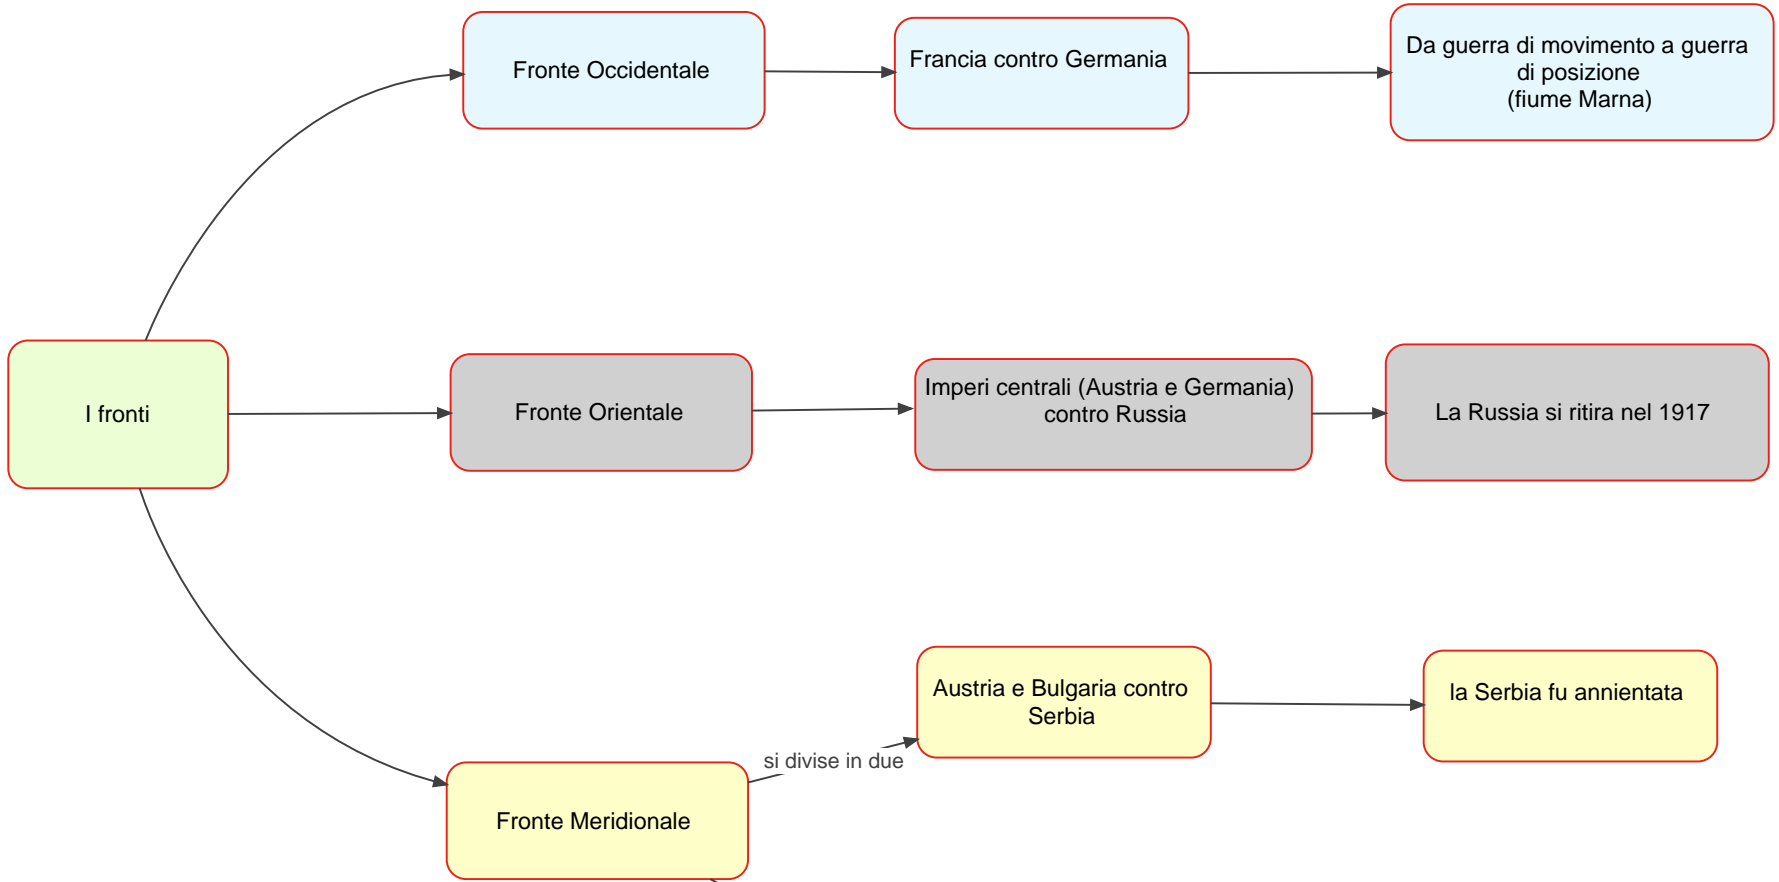 Fronte Occidentale
Francia contro Germania
Da guerra di movimento a guerra
di posizione
(fiume Marna)
I fronti
Fronte Orientale
Imperi centrali (Austria e Germania)
contro Russia
La Russia si ritira nel 1917
Fronte Meridionale
si divise in due
Austria e Bulgaria contro
Serbia
la Serbia fu annientata